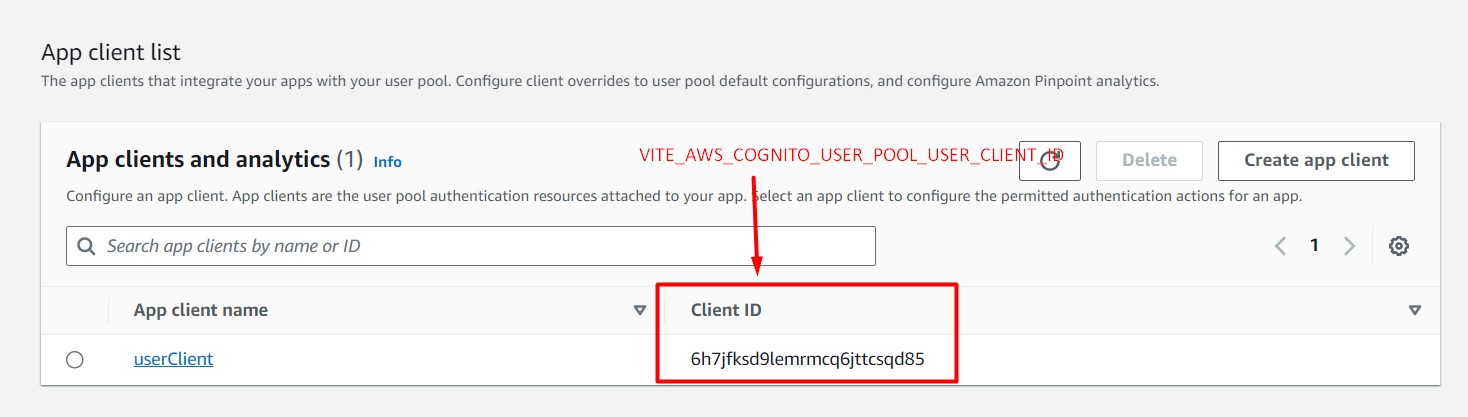 App client list
The app clients that integrate your apps with your user pool. Configure client overrides to user pool default configurations, and configure Amazon Pinpoint analytics.
App clients and analytics (1) Info
VITE_AWS_COGNITO_USER_POOL_USER_CLIENT_ID
Delete
Create app client
Configure an app client. App clients are the user pool authentication resources attached to your app. Select an app client to configure the permitted authentication actions for an app.
Search app clients by name or ID
1
App client name
Client ID
userClient
6h7jfksd9lemrmcq6jttcsqd85